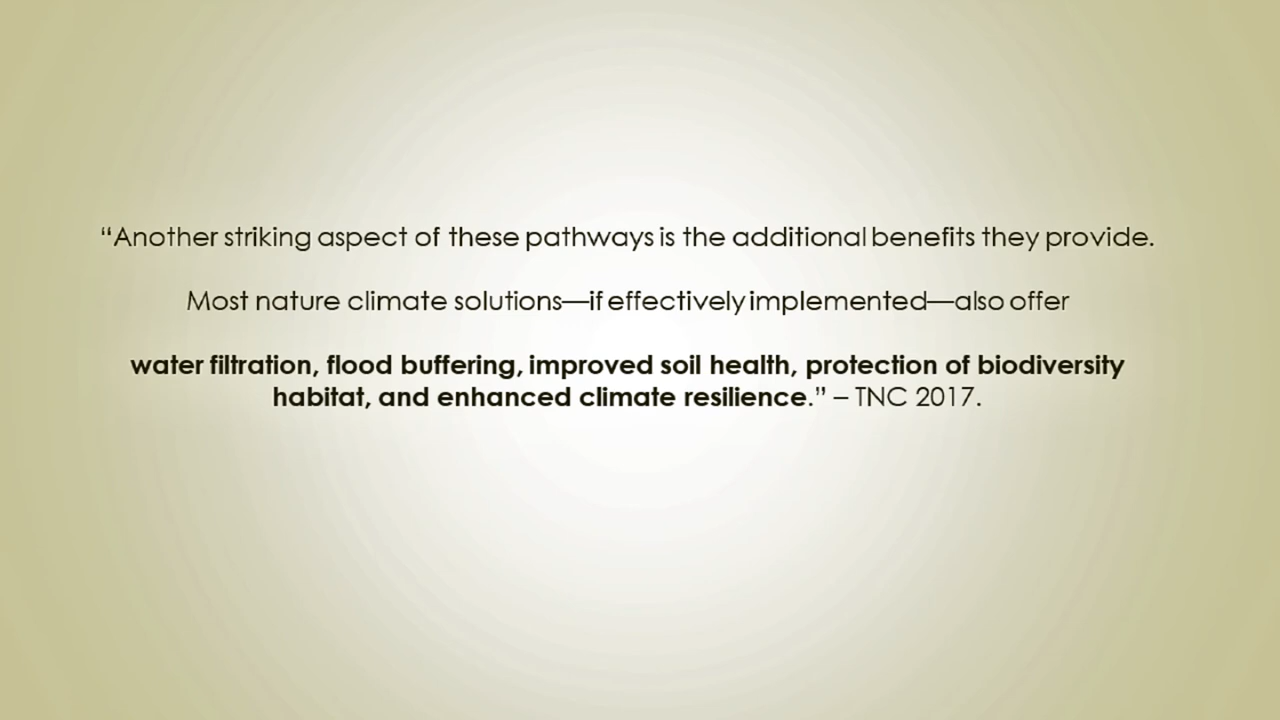 “Another striking aspect of these pathways is the additional benefits they provide.
Most nature climate solutions—if effectively implemented—also offer
water filtration, flood buffering, improved soil health, protection of biodiversity
habitat, and enhanced climate resilience.” – TNC 2017.